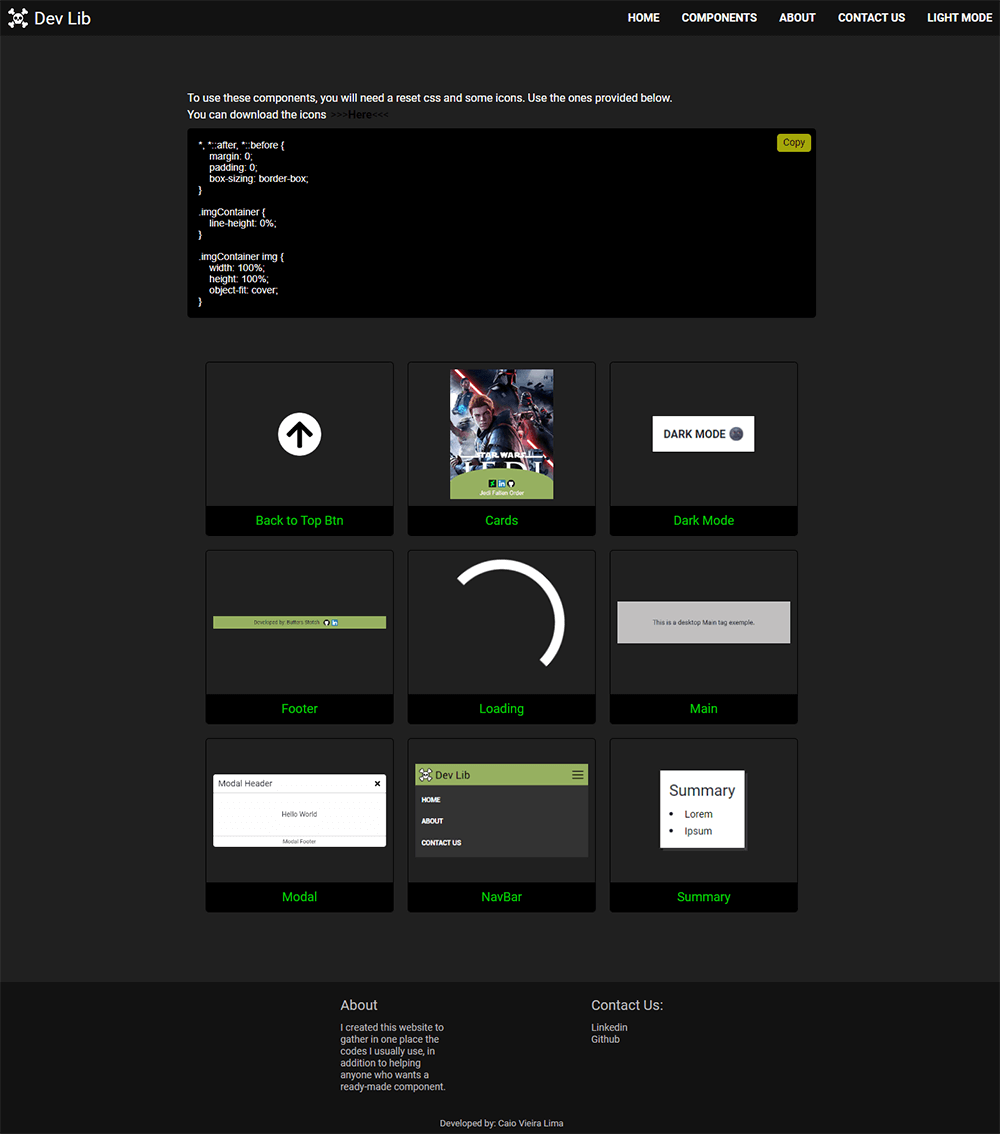 Dev Lib
HOME COMPONENTS ABOUT CONTACT US LIGHT MODE
To use these components, you will need a reset css and some icons. Use the ones provided below.
You can download the icons >>>Here<<<
Copy
*, *::after, *::before {
margin: 0;
padding: 0;
box-sizing: border-box;
}
.imgContainer {
line-height: 0%;
}
.imgContainer img {
width: 100%;
height: 100%;
object-fit: cover;
}
STAR WARS
JEDI
in
Jedi Fallen Order
DARK MODE
Back to Top Btn
Cards
Dark Mode
Developed by:
in
This is a desktop Main tag exemple.
Footer
Loading
Main
Modal Header
Hello World
Modal Footer
Dev Lib
HOME
ABOUT
CONTACT US
Summary
• Lorem
• Ipsum
Modal
NavBar
Summary
About
I created this website to
gather in one place the
codes I usually use, in
addition to helping
anyone who wants a
ready-made component.
Contact Us:
Linkedin
Github
Developed by: Caio Vieira Lima